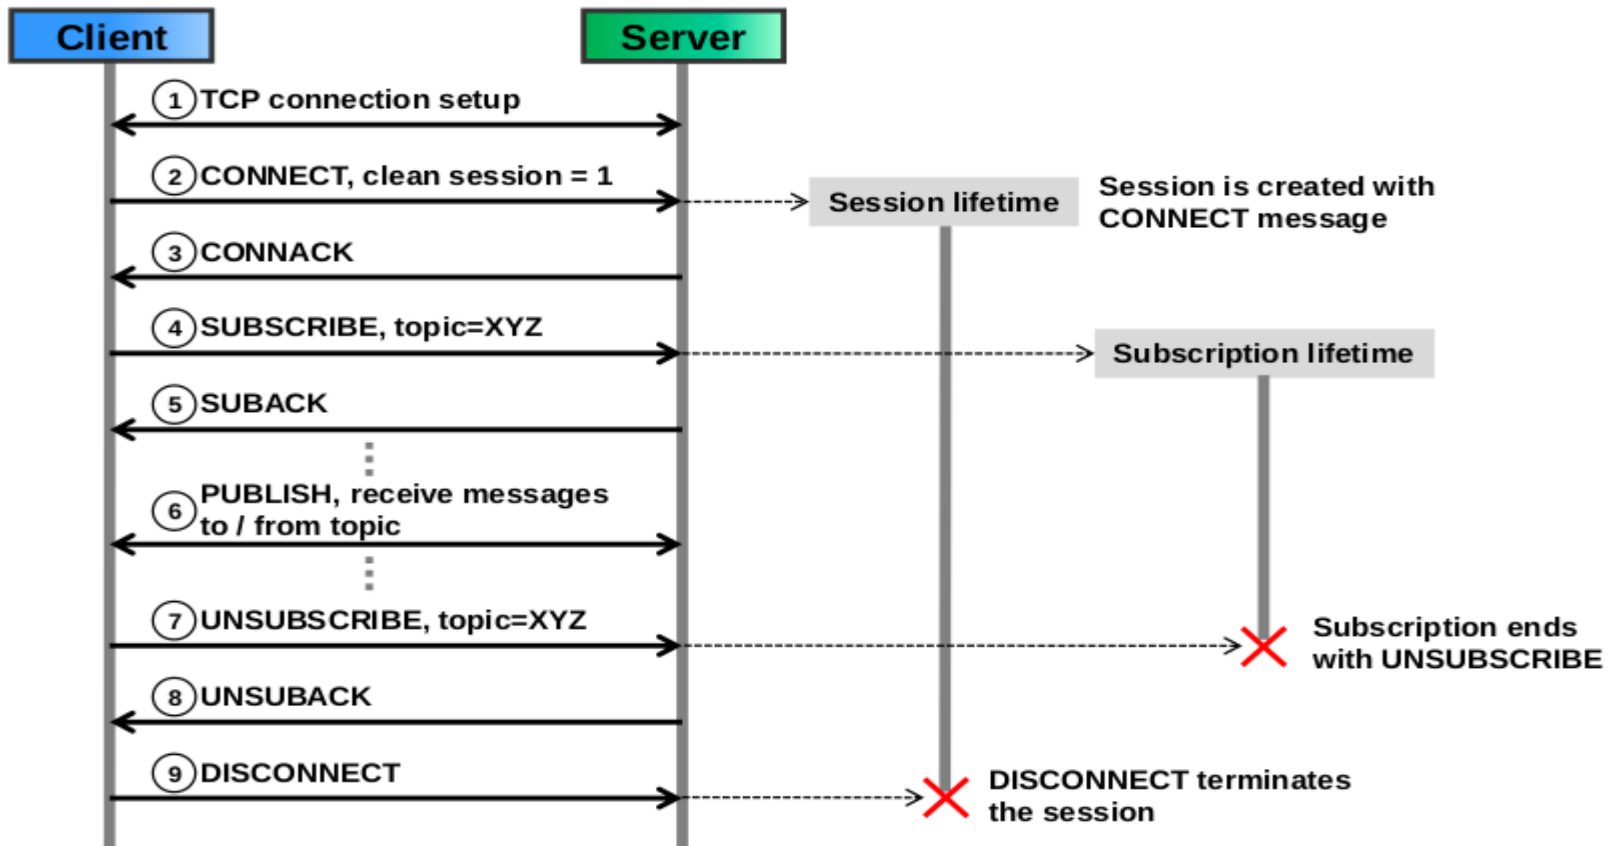 Client
Server
1 TCP connection setup
2 CONNECT, clean session = 1
Session lifetime
Session is created with
CONNECT message
3 CONNACK
4 SUBSCRIBE, topic=XYZ
Subscription lifetime
5 SUBACK
6 PUBLISH, receive messages
to / from topic
7 UNSUBSCRIBE, topic=XYZ
Subscription ends
with UNSUBSCRIBE
8 UNSUBACK
9 DISCONNECT
DISCONNECT terminates
the session